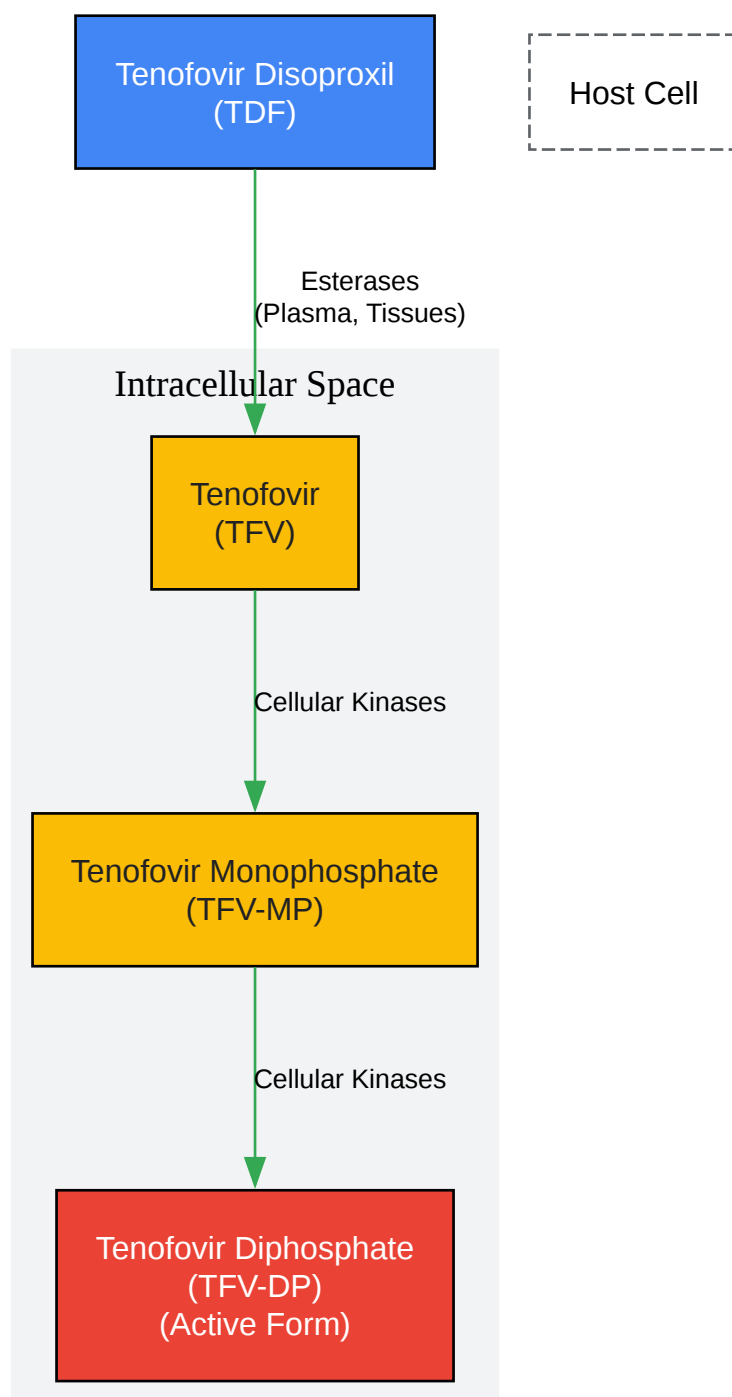 Tenofovir Disoproxil
(TDF)
Host Cell
Esterases
(Plasma, Tissues)
Intracellular Space
Tenofovir
(TFV)
Cellular Kinases
Tenofovir Monophosphate
(TFV-MP)
Cellular Kinases
Tenofovir Diphosphate
(TFV-DP)
(Active Form)